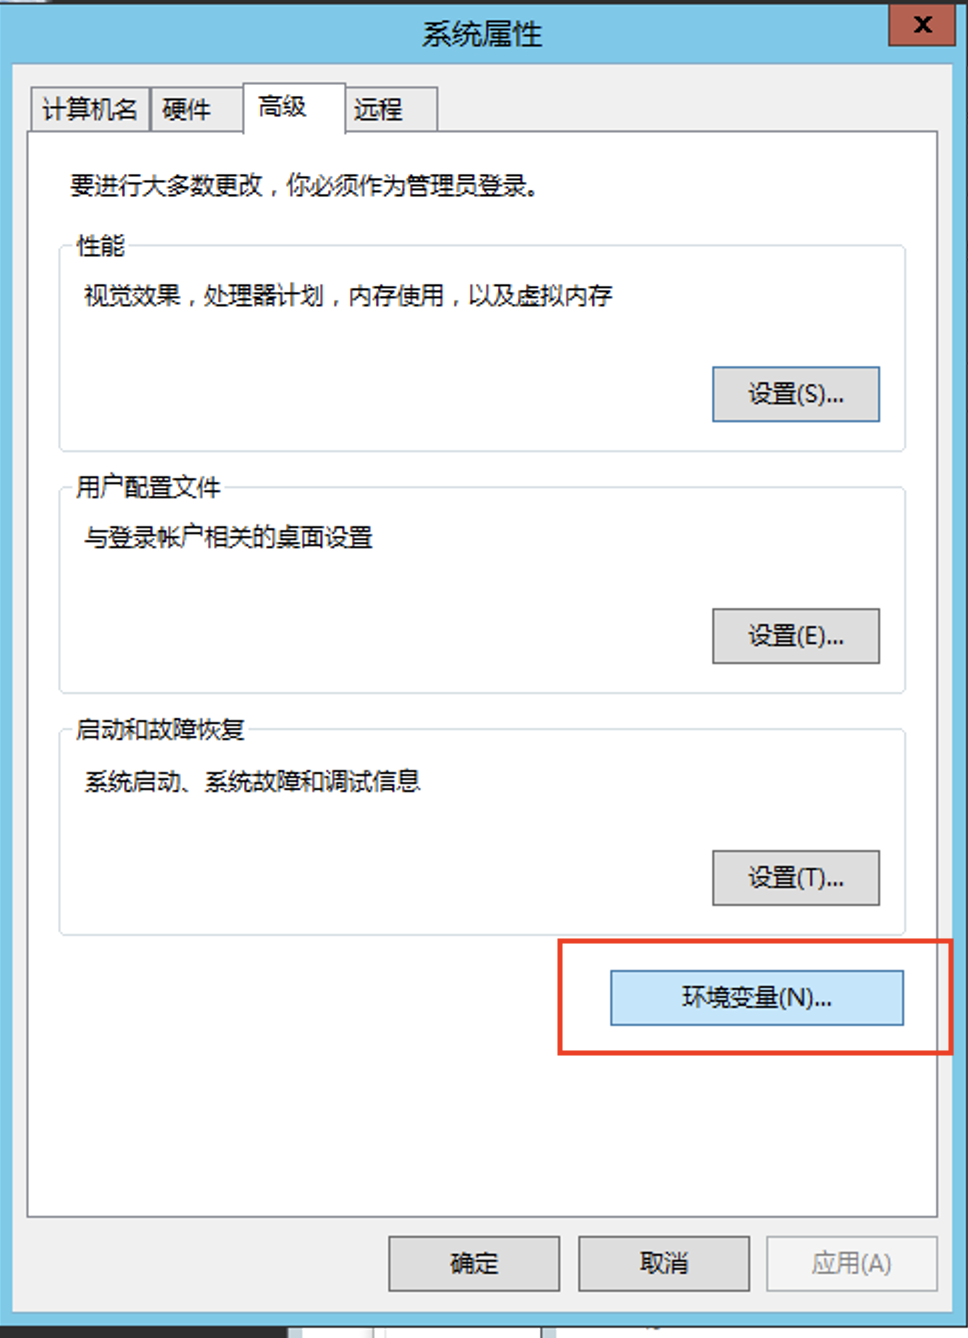 系统属性
x
计算机名 硬件 高级 远程
要进行大多数更改，你必须作为管理员登录。
性能
视觉效果，处理器计划，内存使用，以及虚拟内存
设置(S)...
用户配置文件
与登录帐户相关的桌面设置
设置(E)...
启动和故障恢复
系统启动、系统故障和调试信息
设置(T)...
环境变量(N)...
确定 取消 应用(A)